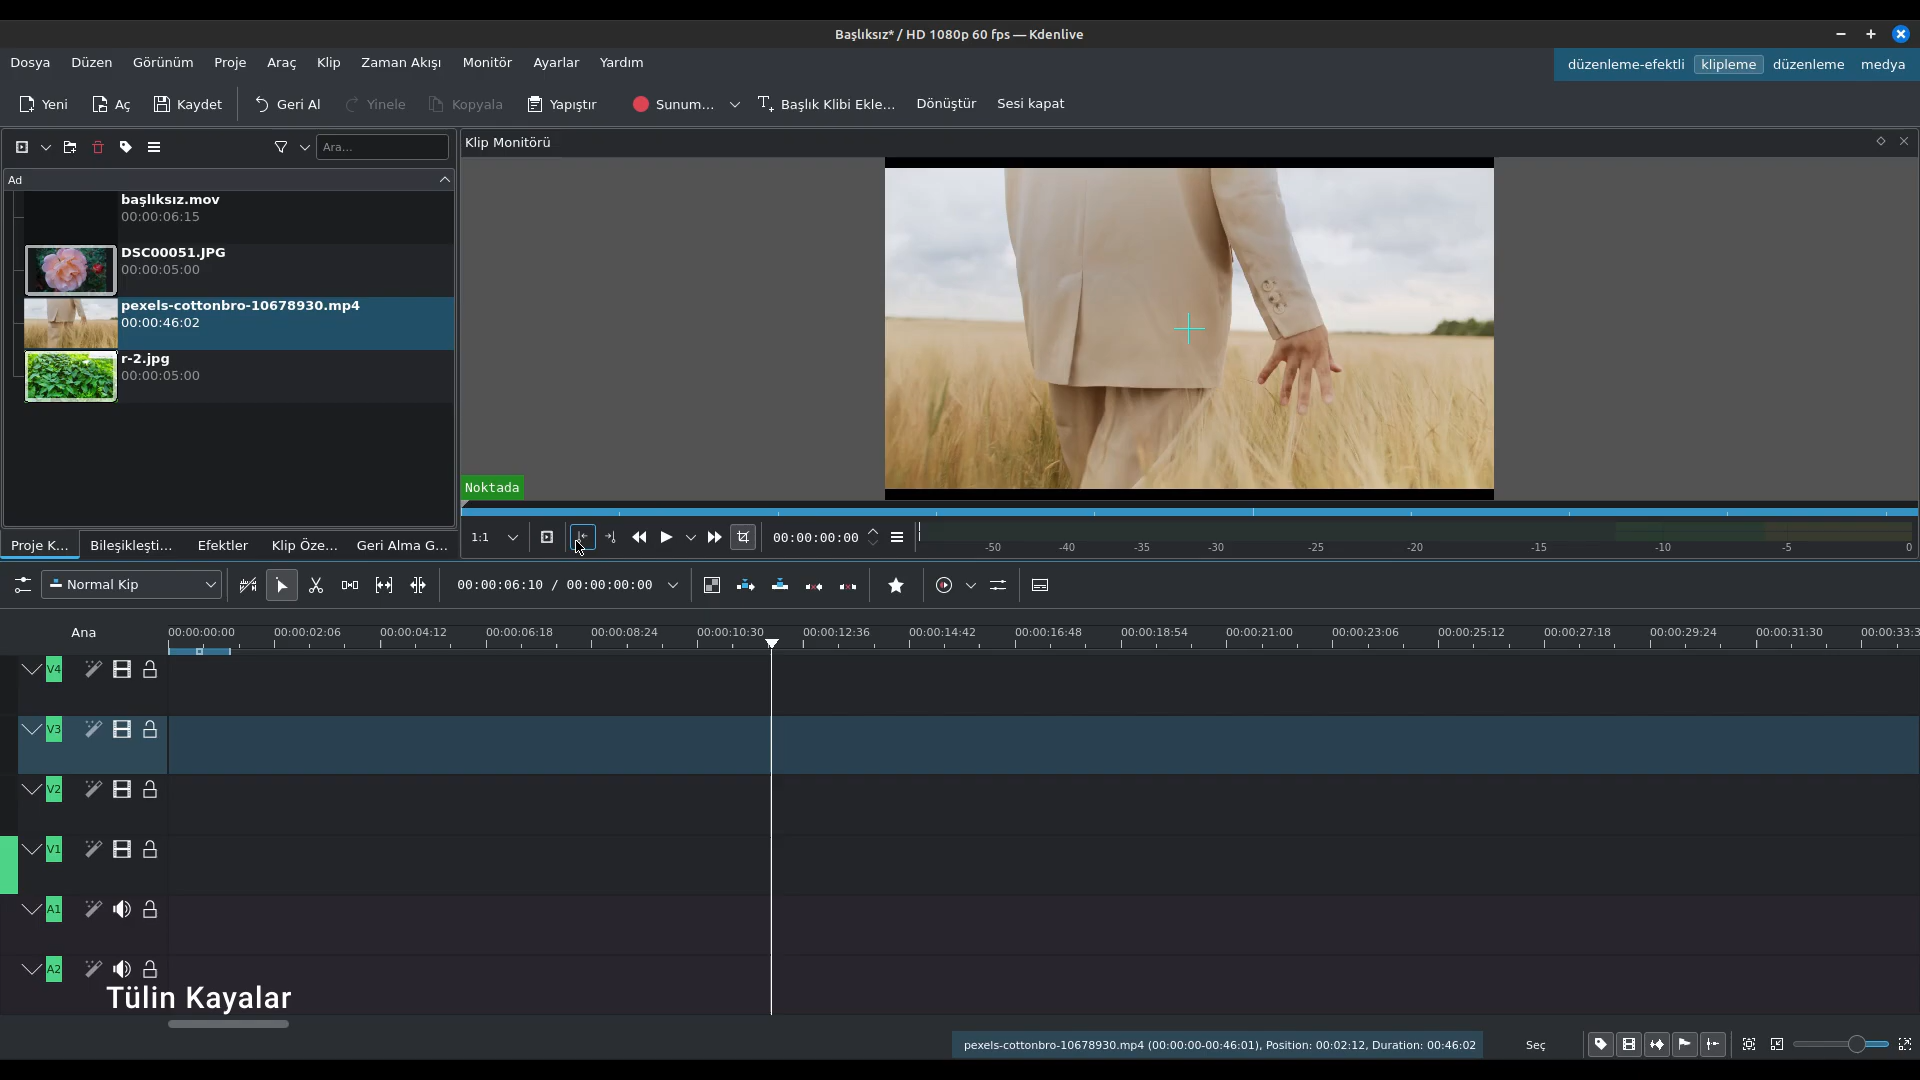 Başlıksız* / HD 1080p 60 fps — Kdenlive
Dosya Düzen Görünüm Proje Araç Klip Zaman Akışı Monitör Ayarlar Yardım
düzenleme-efektli klipleme düzenleme medya
Yeni Aç Kaydet Geri Al Yinele Kopyala Yapıştır Sunum... Başlık Klibi Ekle... Dönüştür Sesi kapat
Ara...
Ad
başlıksız.mov
00:00:06:15
DSC00051.JPG
00:00:05:00
pexels-cottonbro-10678930.mp4
00:00:46:02
r-2.jpg
00:00:05:00
Proje K... Bileşikleşti... Efektler Klip Öze... Geri Alma G...
Klip Monitörü
Noktada
1:1 00:00:00:00
-50 -40 -35 -30 -25 -20 -15 -10 -5 0
Normal Kip 00:00:06:10 / 00:00:00:00
Ana 00:00:00:00 00:00:02:06 00:00:04:12 00:00:06:18 00:00:08:24 00:00:10:30 00:00:12:36 00:00:14:42 00:00:16:48 00:00:18:54 00:00:21:00 00:00:23:06 00:00:25:12 00:00:27:18 00:00:29:24 00:00:31:30 00:00:33:3
V4
V3
V2
V1
A1
A2
Tülin Kayalar
pexels-cottonbro-10678930.mp4 (00:00:00-00:46:01), Position: 00:02:12, Duration: 00:46:02 Seç